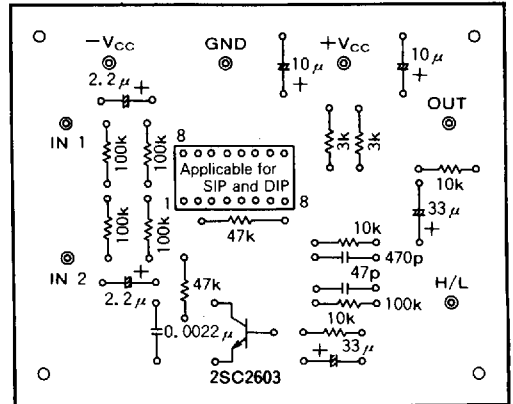 −VCC
GND
+VCC
2.2μ +
10μ +
10μ +
OUT
IN 1
100k
100k
8
Applicable for
SIP and DIP
1
8
3k
3k
10k
33μ +
47k
100k
100k
10k
470p
47p
100k
IN 2
2.2μ +
47k
H/L
0.0022μ
10k
+ 33μ
2SC2603